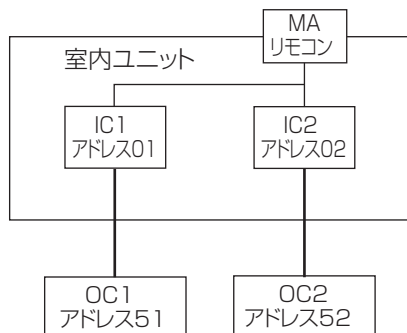 MA
リモコン
室内ユニット
IC1
アドレス01
IC2
アドレス02
OC1
アドレス51
OC2
アドレス52